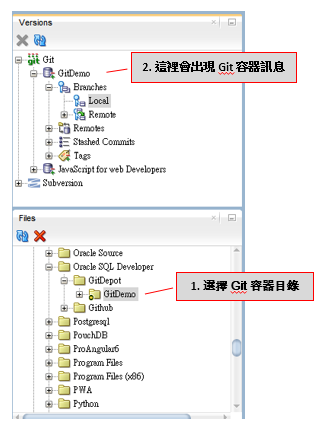 Versions
Git
GitDemo
2. 這裡會出現 Git 容器訊息
Branches
Local
Remote
Remotes
Stashed Commits
Tags
JavaScript for web Developers
Subversion
Files
Oracle Source
Oracle SQL Developer
GitDepot
GitDemo
1. 選擇 Git 容器目錄
Github
Postgresql
PouchDB
ProAngular6
Program Files
Program Files (x86)
PWA
Python